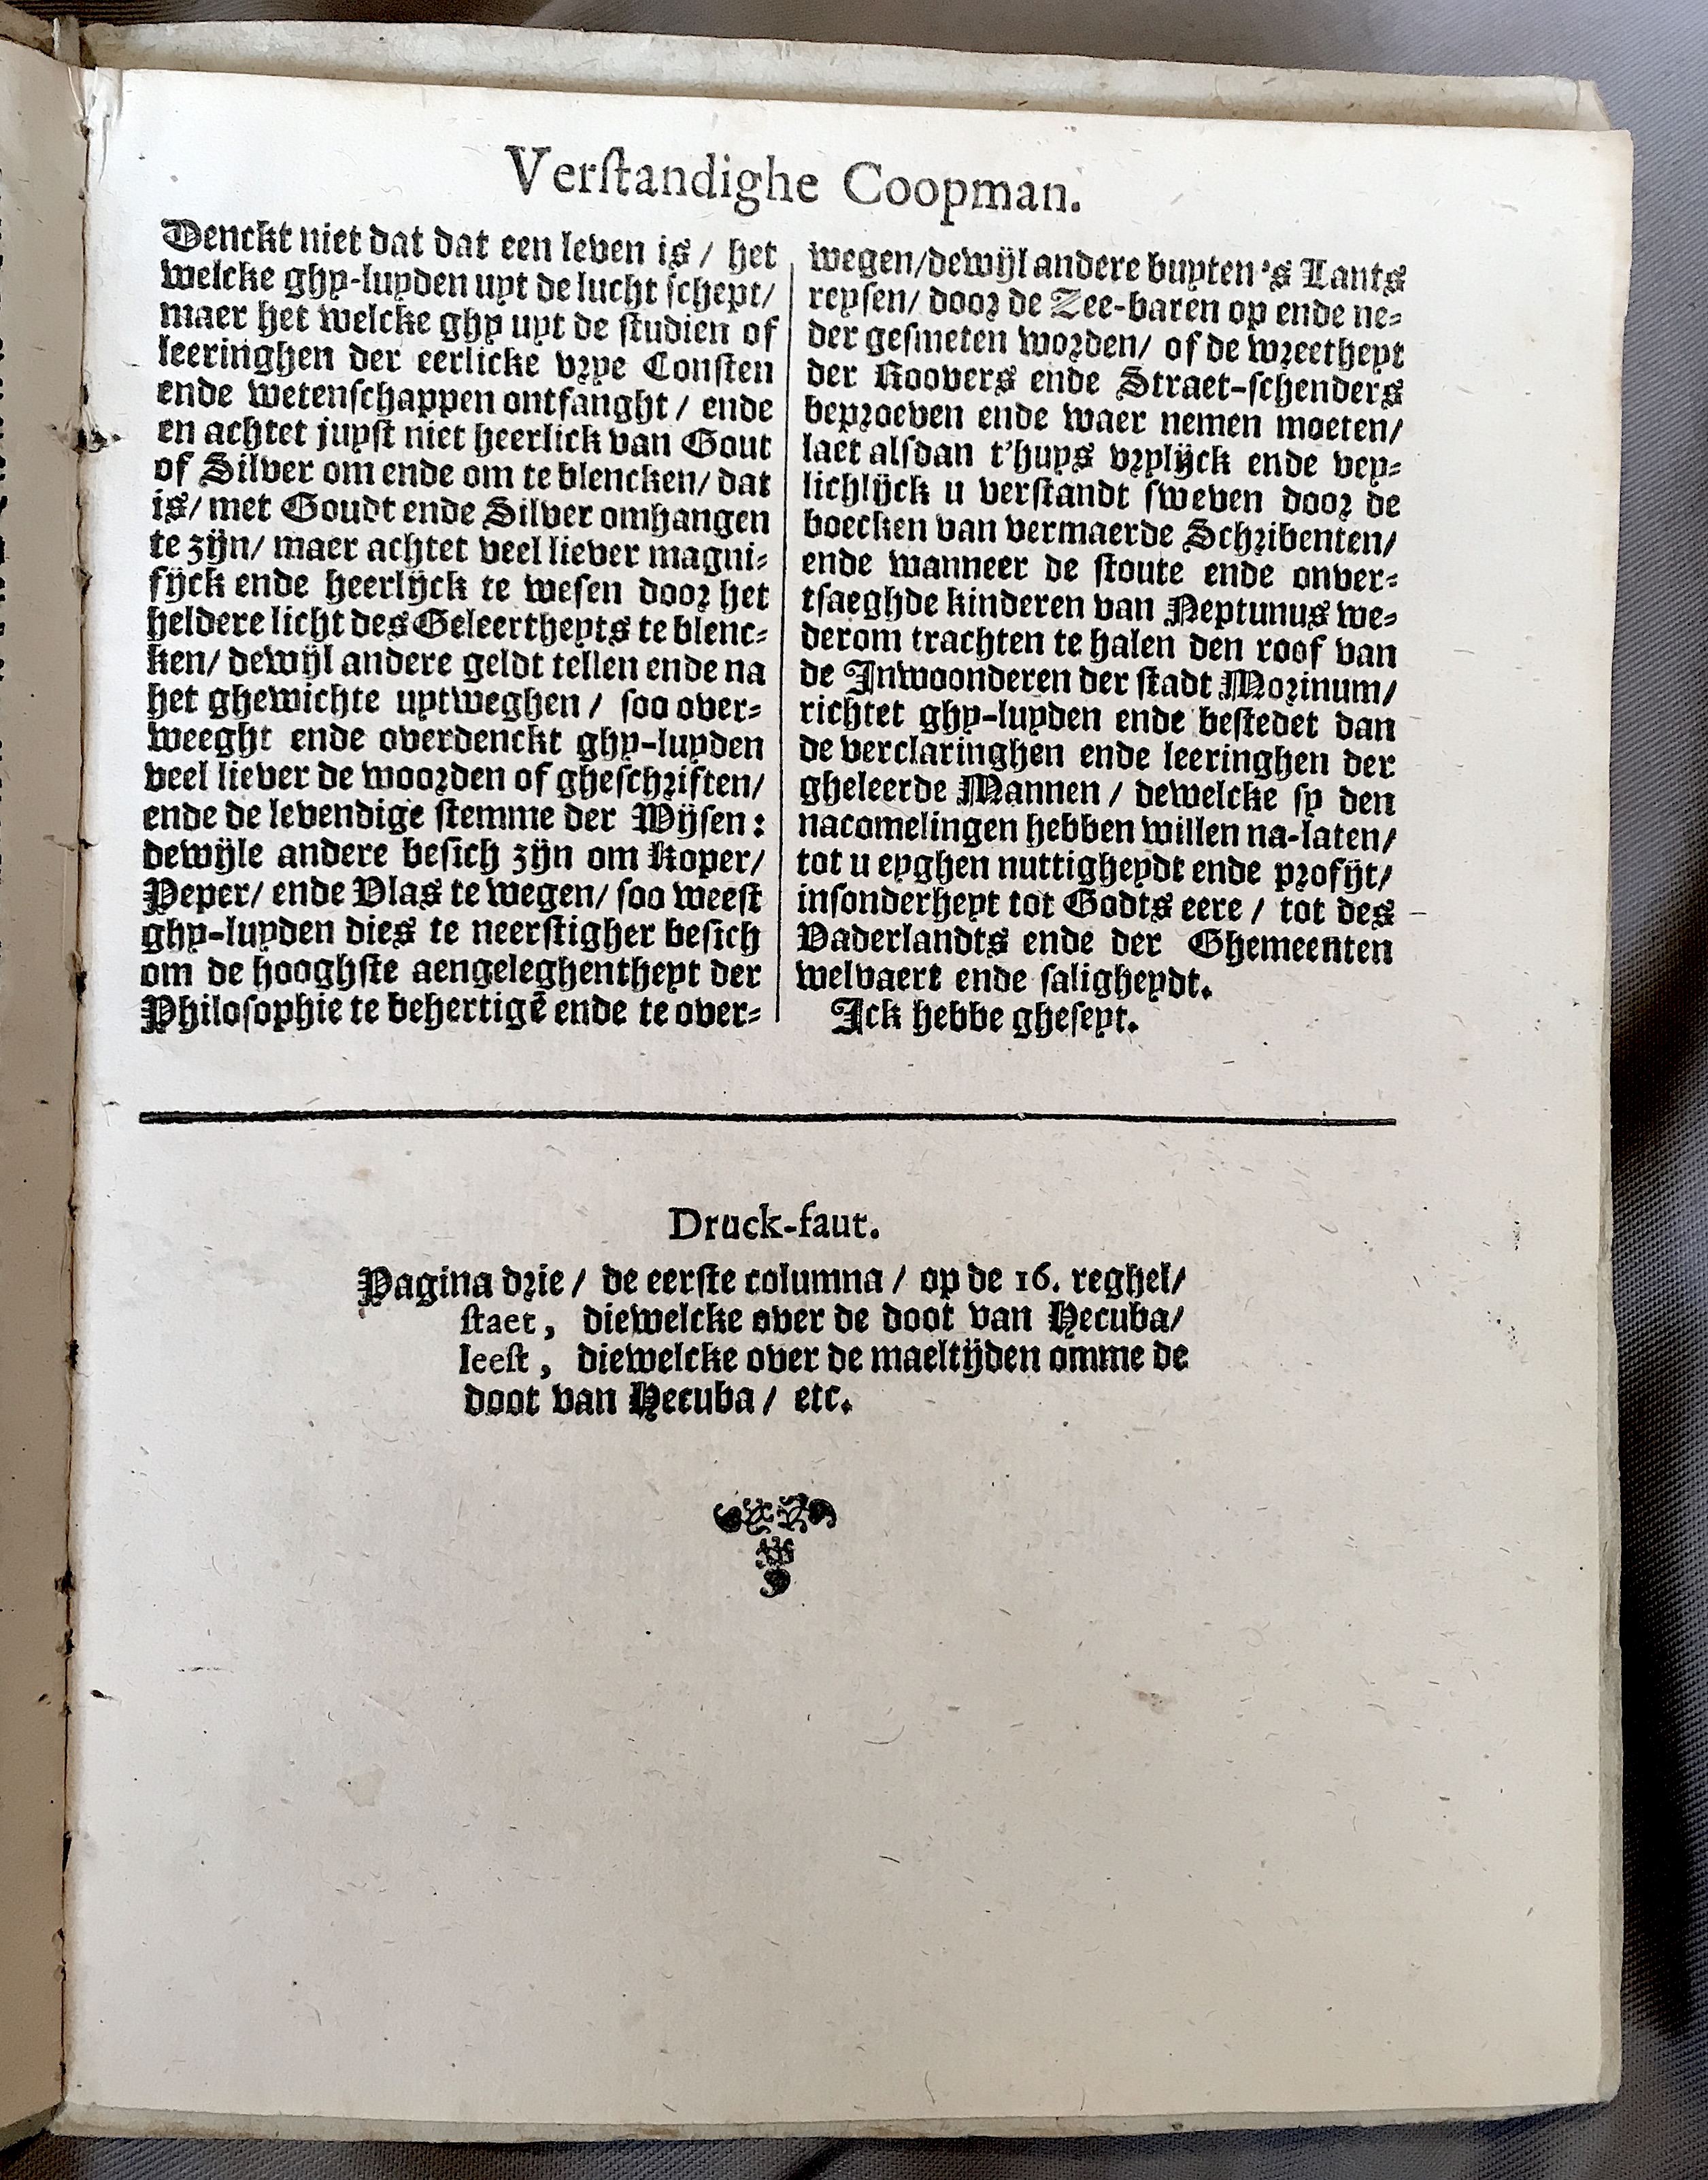 Verſtandighe Coopman.
Denckt niet dat dat een leven is / het
welcke ghy-luyden uyt de lucht ſchept/
maer het welcke ghy uyt de ſtudien of
leeringhen der eerlicke vrye Conſten
ende wetenſchappen ontfanght / ende
en achtet juyſt niet heerlick van Gout
of Silver om ende om te blencken/ dat
is/ met Goudt ende Silver omhangen
te zijn/ maer achtet veel liever magni-
fijck ende heerlijck te weſen door het
heldere licht des Geleertheyts te blenc-
ken/ dewijl andere geldt tellen ende na
het ghewichte uytweghen / ſoo over-
weeght ende overdenckt ghy-luyden
veel liever de woorden of gheſchriften/
ende de levendige ſtemme der Wijſen:
dewijle andere beſich zijn om Koper/
Peper/ ende Vlas te wegen/ ſoo weeſt
ghy-luyden dies te neerſtigher beſich
om de hooghſte aengeleghentheyt der
Philoſophie te behertigē ende te over-
wegen/dewijl andere buyten 's Lants
reyſen/ door de Zee-baren op ende ne-
der geſmeten worden/ of de wreetheyt
der Roovers ende Straet-ſchenders
beproeven ende waer nemen moeten/
laet alſdan t'huys vrylijck ende vey-
lichlijck u verſtandt ſweven door de
boecken van vermaerde Schribenten/
ende wanneer de ſtoute ende onver-
tſaeghde kinderen van Neptunus we-
derom trachten te halen den roof van
de Inwoonderen der ſtadt Morinum/
richtet ghy-luyden ende beſtedet dan
de verclaringhen ende leeringhen der
gheleerde Mannen / dewelcke ſy den
nacomelingen hebben willen na-laten/
tot u eyghen nuttigheydt ende profijt/
inſonderheyt tot Godts eere / tot des
Vaderlandts ende der Ghemeenten
welvaert ende ſaligheydt.
Ick hebbe gheſeyt.
Druck-faut.
Pagina drie / de eerſte columna / op de 16. reghel/
ſtaet, diewelcke over de doot van Hecuba/
leeſt, diewelcke over de maeltijden omme de
doot van Hecuba / etc.